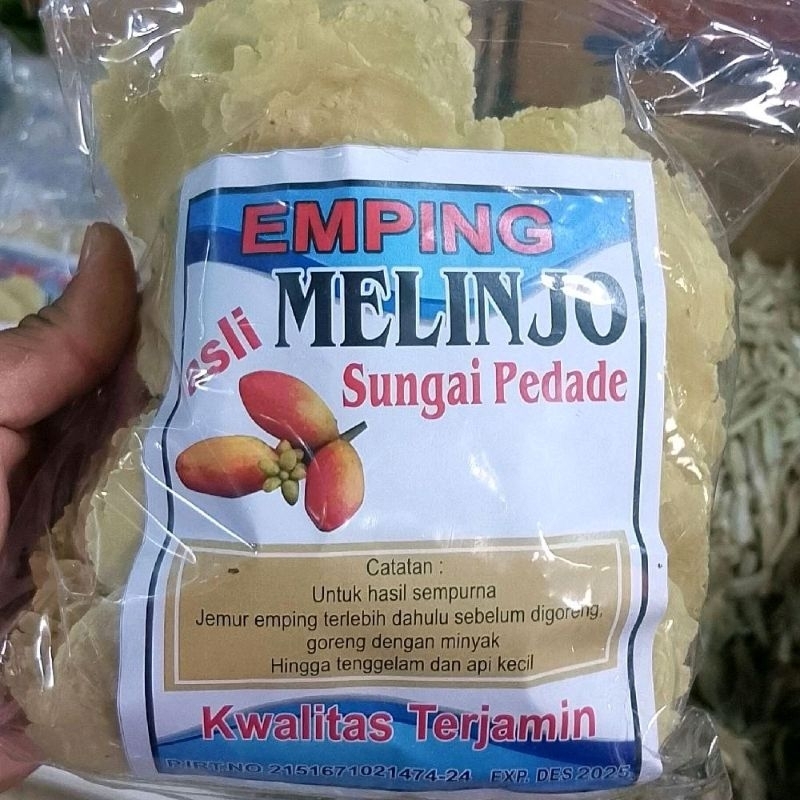 EMPING
asli MELINJO
Sungai Pedade
Catatan :
Untuk hasil sempurna
Jemur emping terlebih dahulu sebelum digoreng,
goreng dengan minyak
Hingga tenggelam dan api kecil
Kwalitas Terjamin
P.IRT.NO 2151671021474-24 EXP. DES 2025